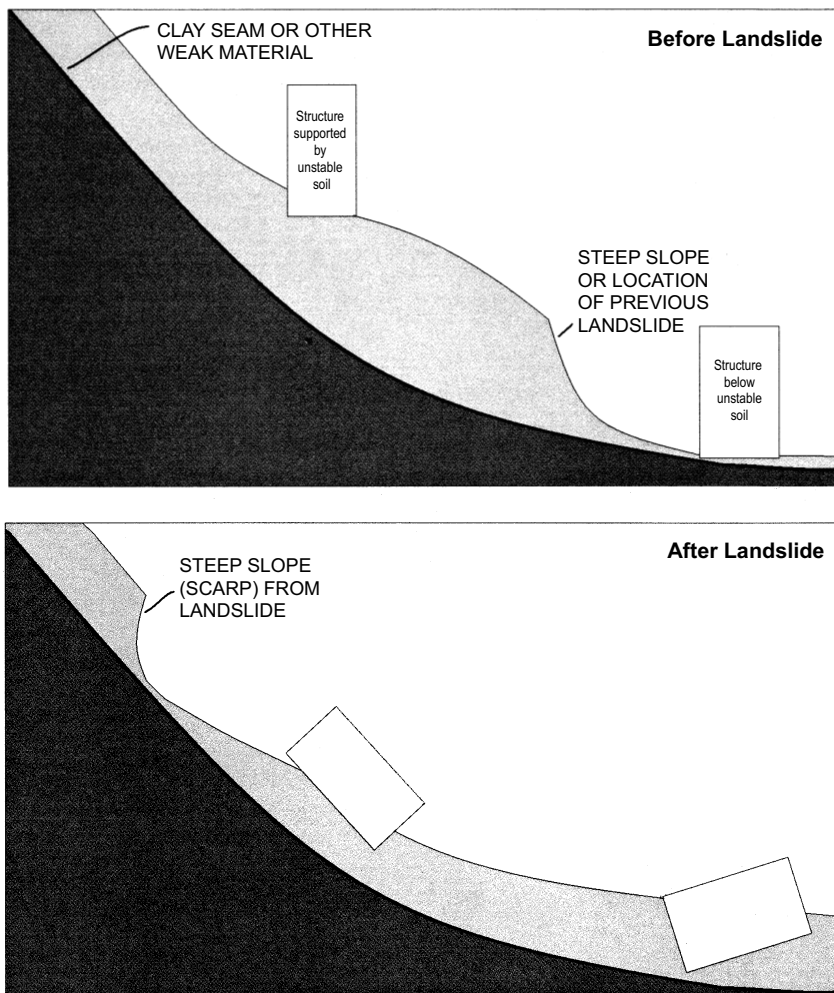 CLAY SEAM OR OTHER
WEAK MATERIAL
Before Landslide
Structure
supported
by
unstable
soil
STEEP SLOPE
OR LOCATION
OF PREVIOUS
LANDSLIDE
Structure
below
unstable
soil
After Landslide
STEEP SLOPE
(SCARP) FROM
LANDSLIDE